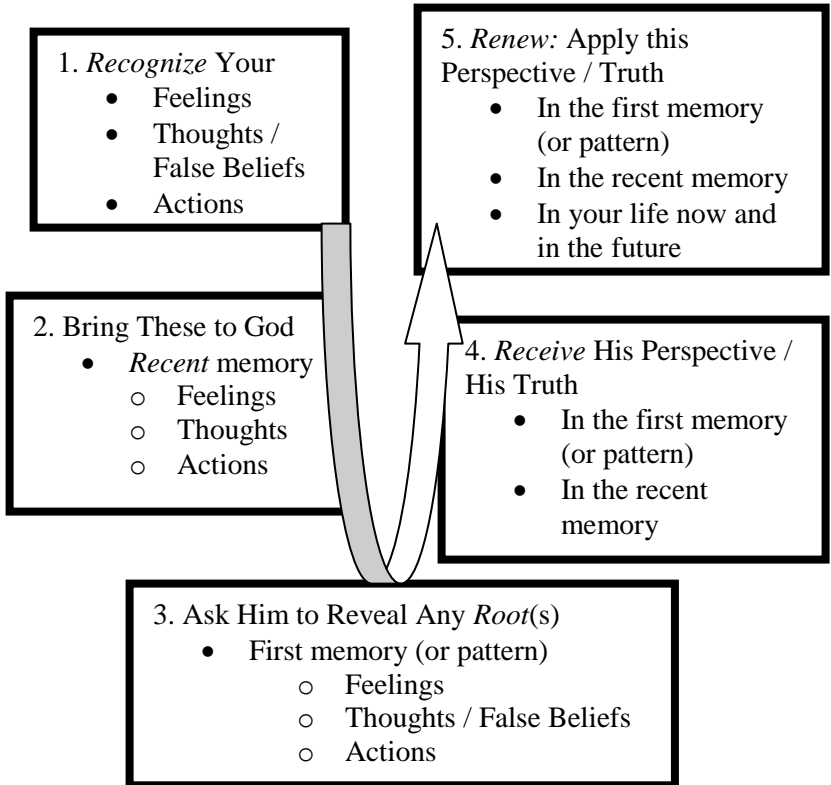 1. Recognize Your
• Feelings
• Thoughts /
False Beliefs
• Actions
2. Bring These to God
• Recent memory
o Feelings
o Thoughts
o Actions
3. Ask Him to Reveal Any Root(s)
• First memory (or pattern)
o Feelings
o Thoughts / False Beliefs
o Actions
4. Receive His Perspective /
His Truth
• In the first memory
(or pattern)
• In the recent
memory
5. Renew: Apply this
Perspective / Truth
• In the first memory
(or pattern)
• In the recent memory
• In your life now and
in the future